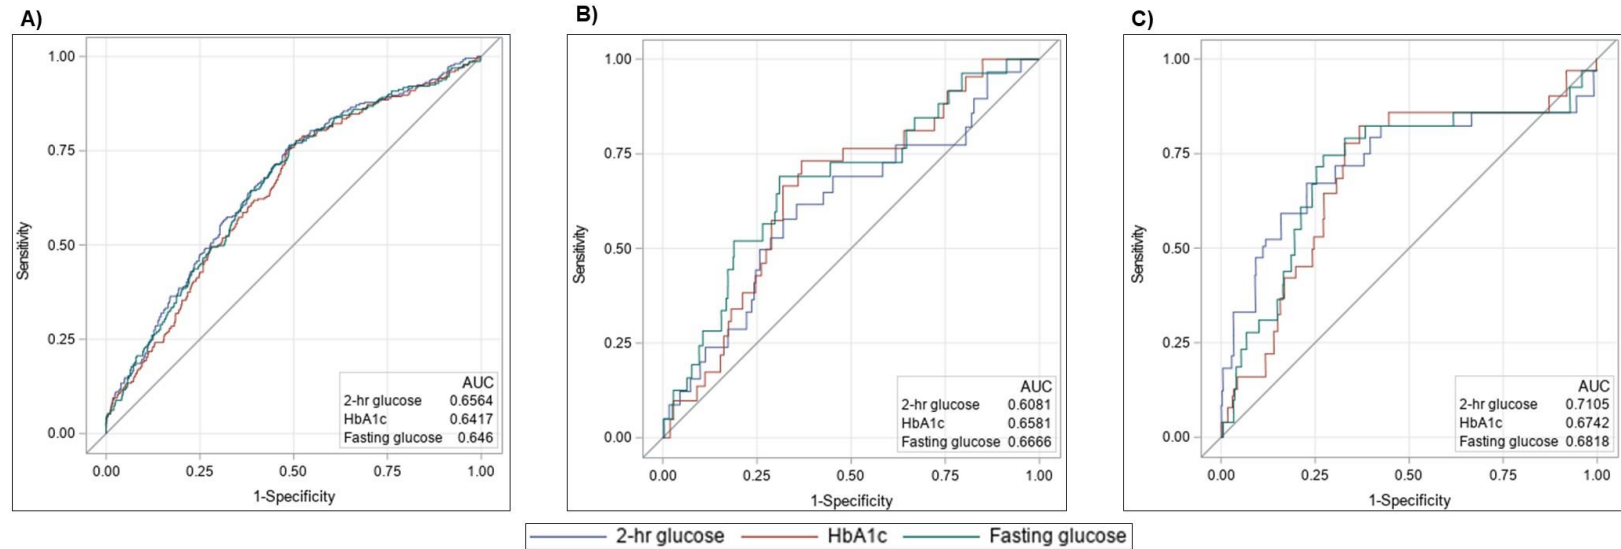 A)
1.00
0.75
0.50
0.25
0.00
Sensitivity
AUC
2-hr glucose 0.6564
HbA1c 0.6417
Fasting glucose 0.646
0.00 0.25 0.50 0.75 1.00
1-Specificity
B)
1.00
0.75
0.50
0.25
0.00
Sensitivity
AUC
2-hr glucose 0.6081
HbA1c 0.6581
Fasting glucose 0.6666
0.00 0.25 0.50 0.75 1.00
1-Specificity
C)
1.00
0.75
0.50
0.25
0.00
Sensitivity
AUC
2-hr glucose 0.7105
HbA1c 0.6742
Fasting glucose 0.6818
0.00 0.25 0.50 0.75 1.00
1-Specificity
2-hr glucose HbA1c Fasting glucose